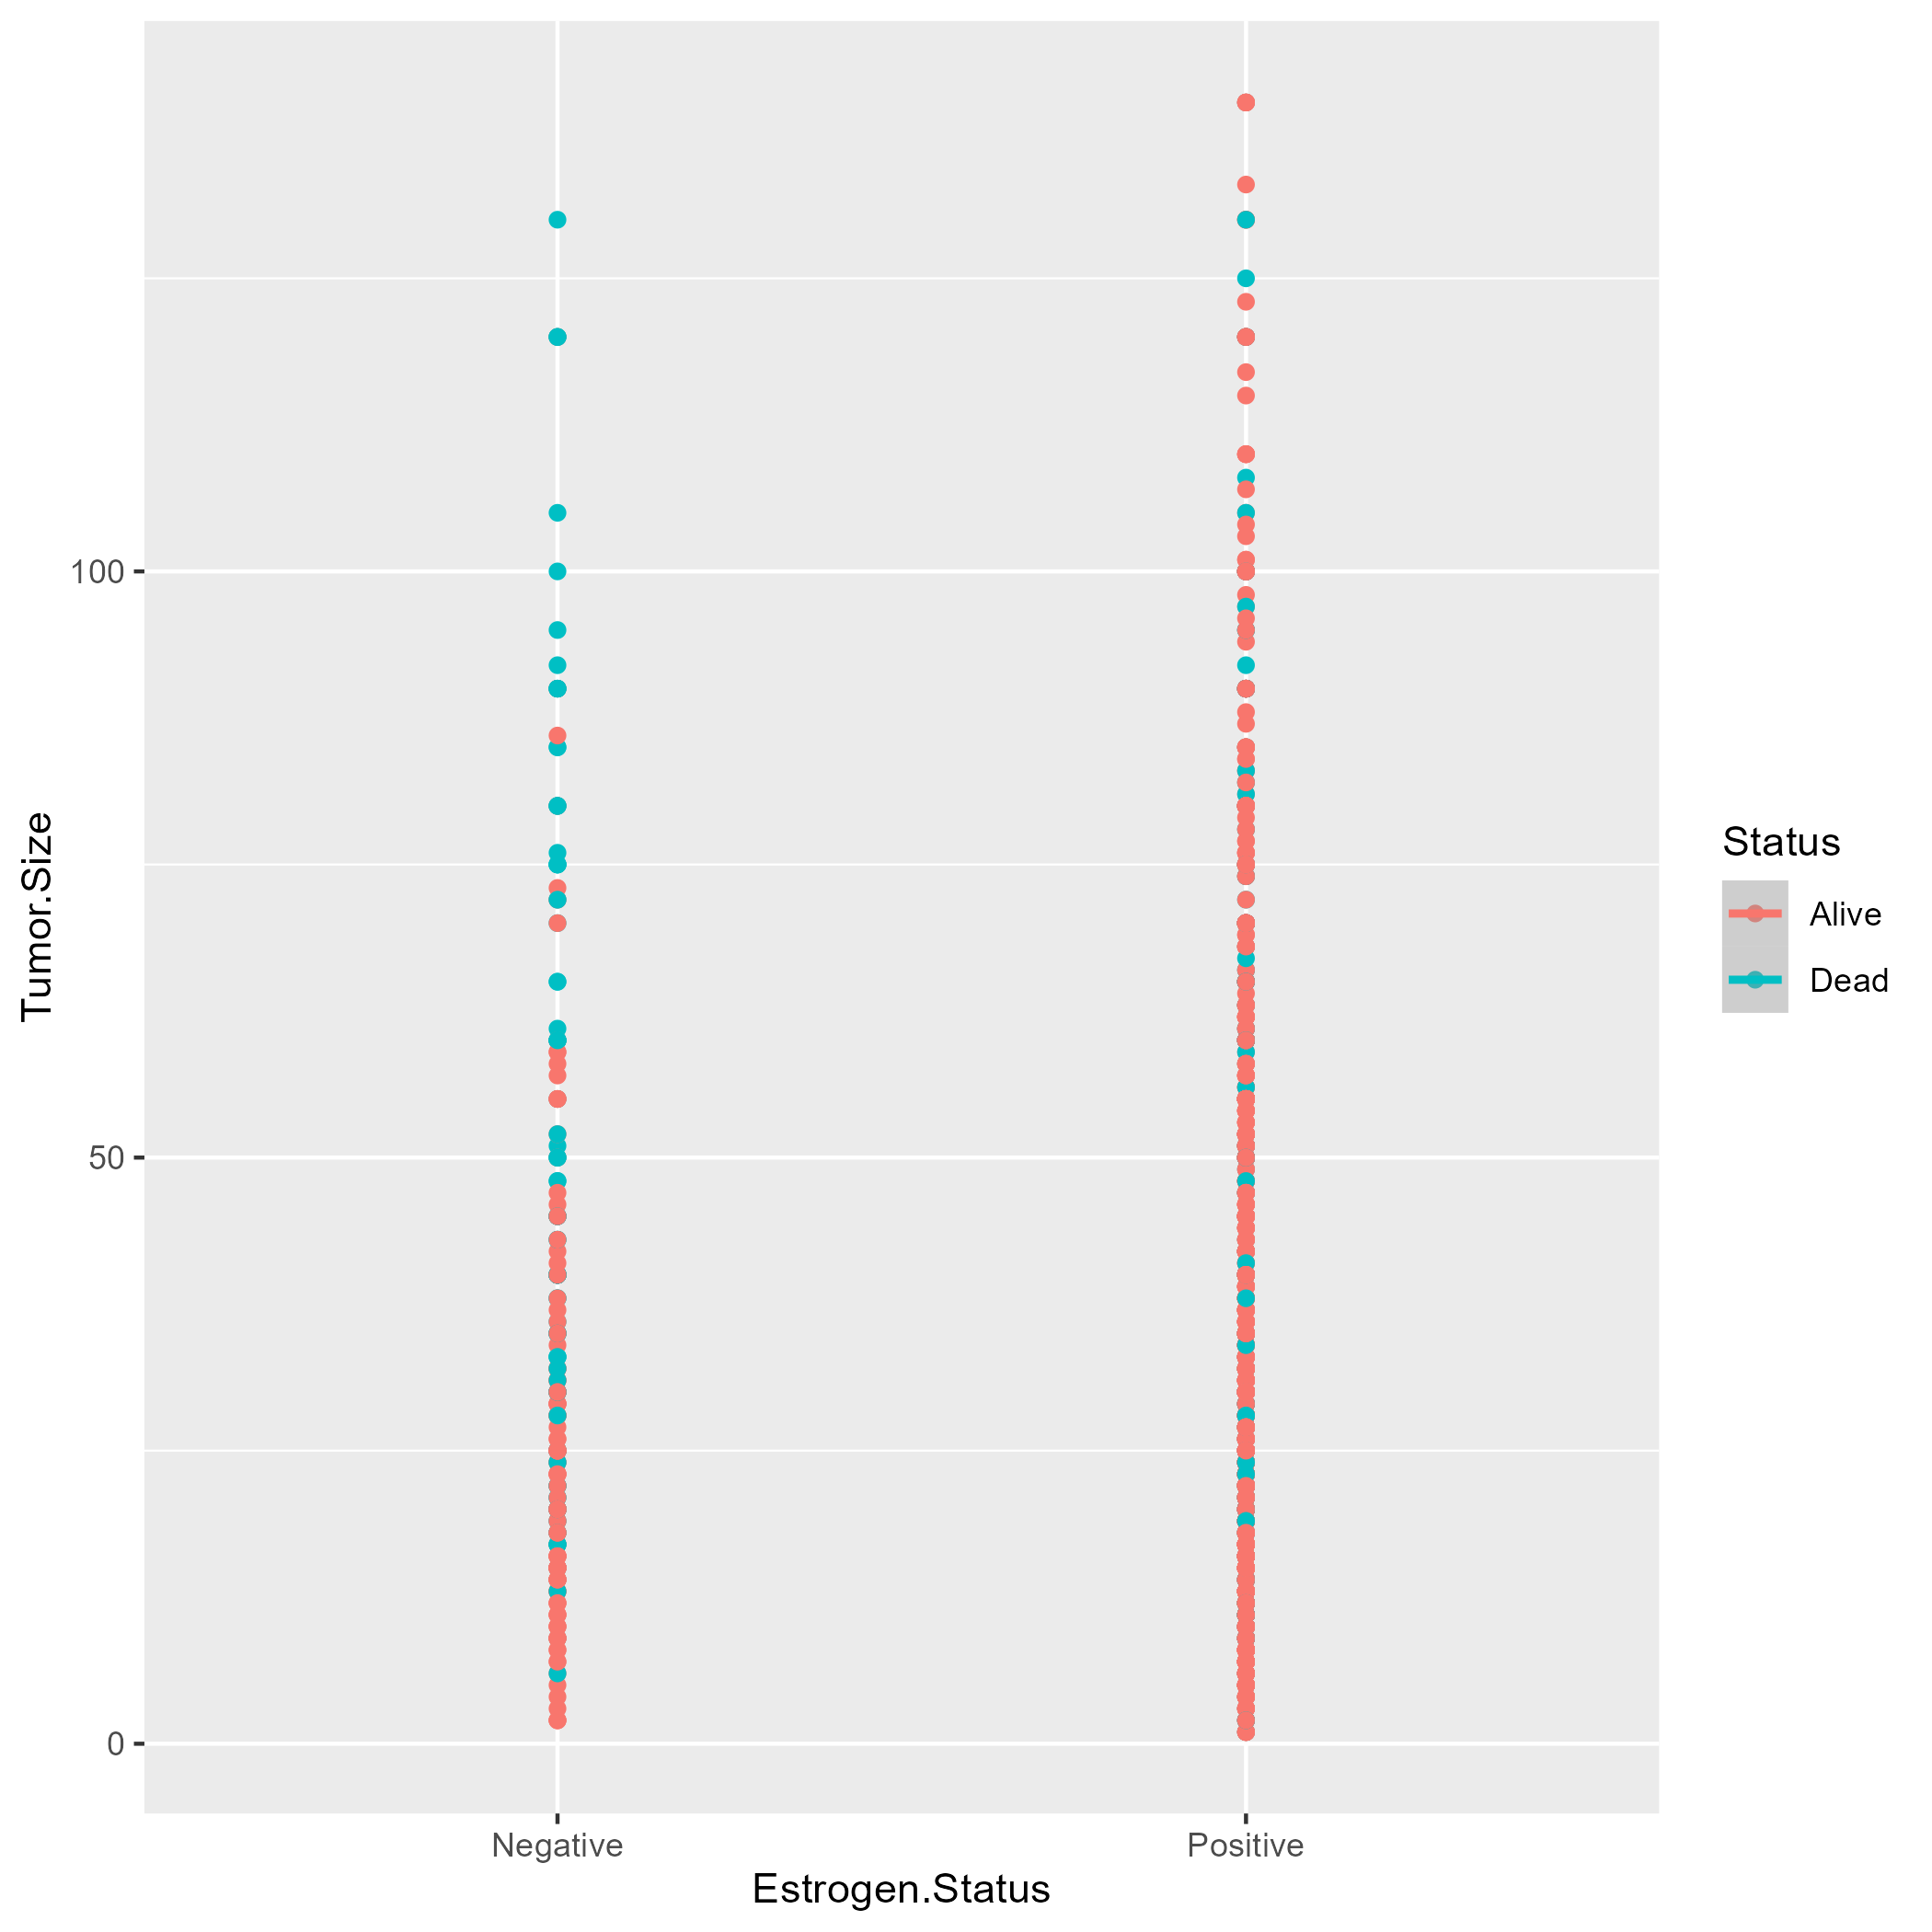 Tumor.Size
100
50
0
Negative
Positive
Estrogen.Status
Status
Alive
Dead